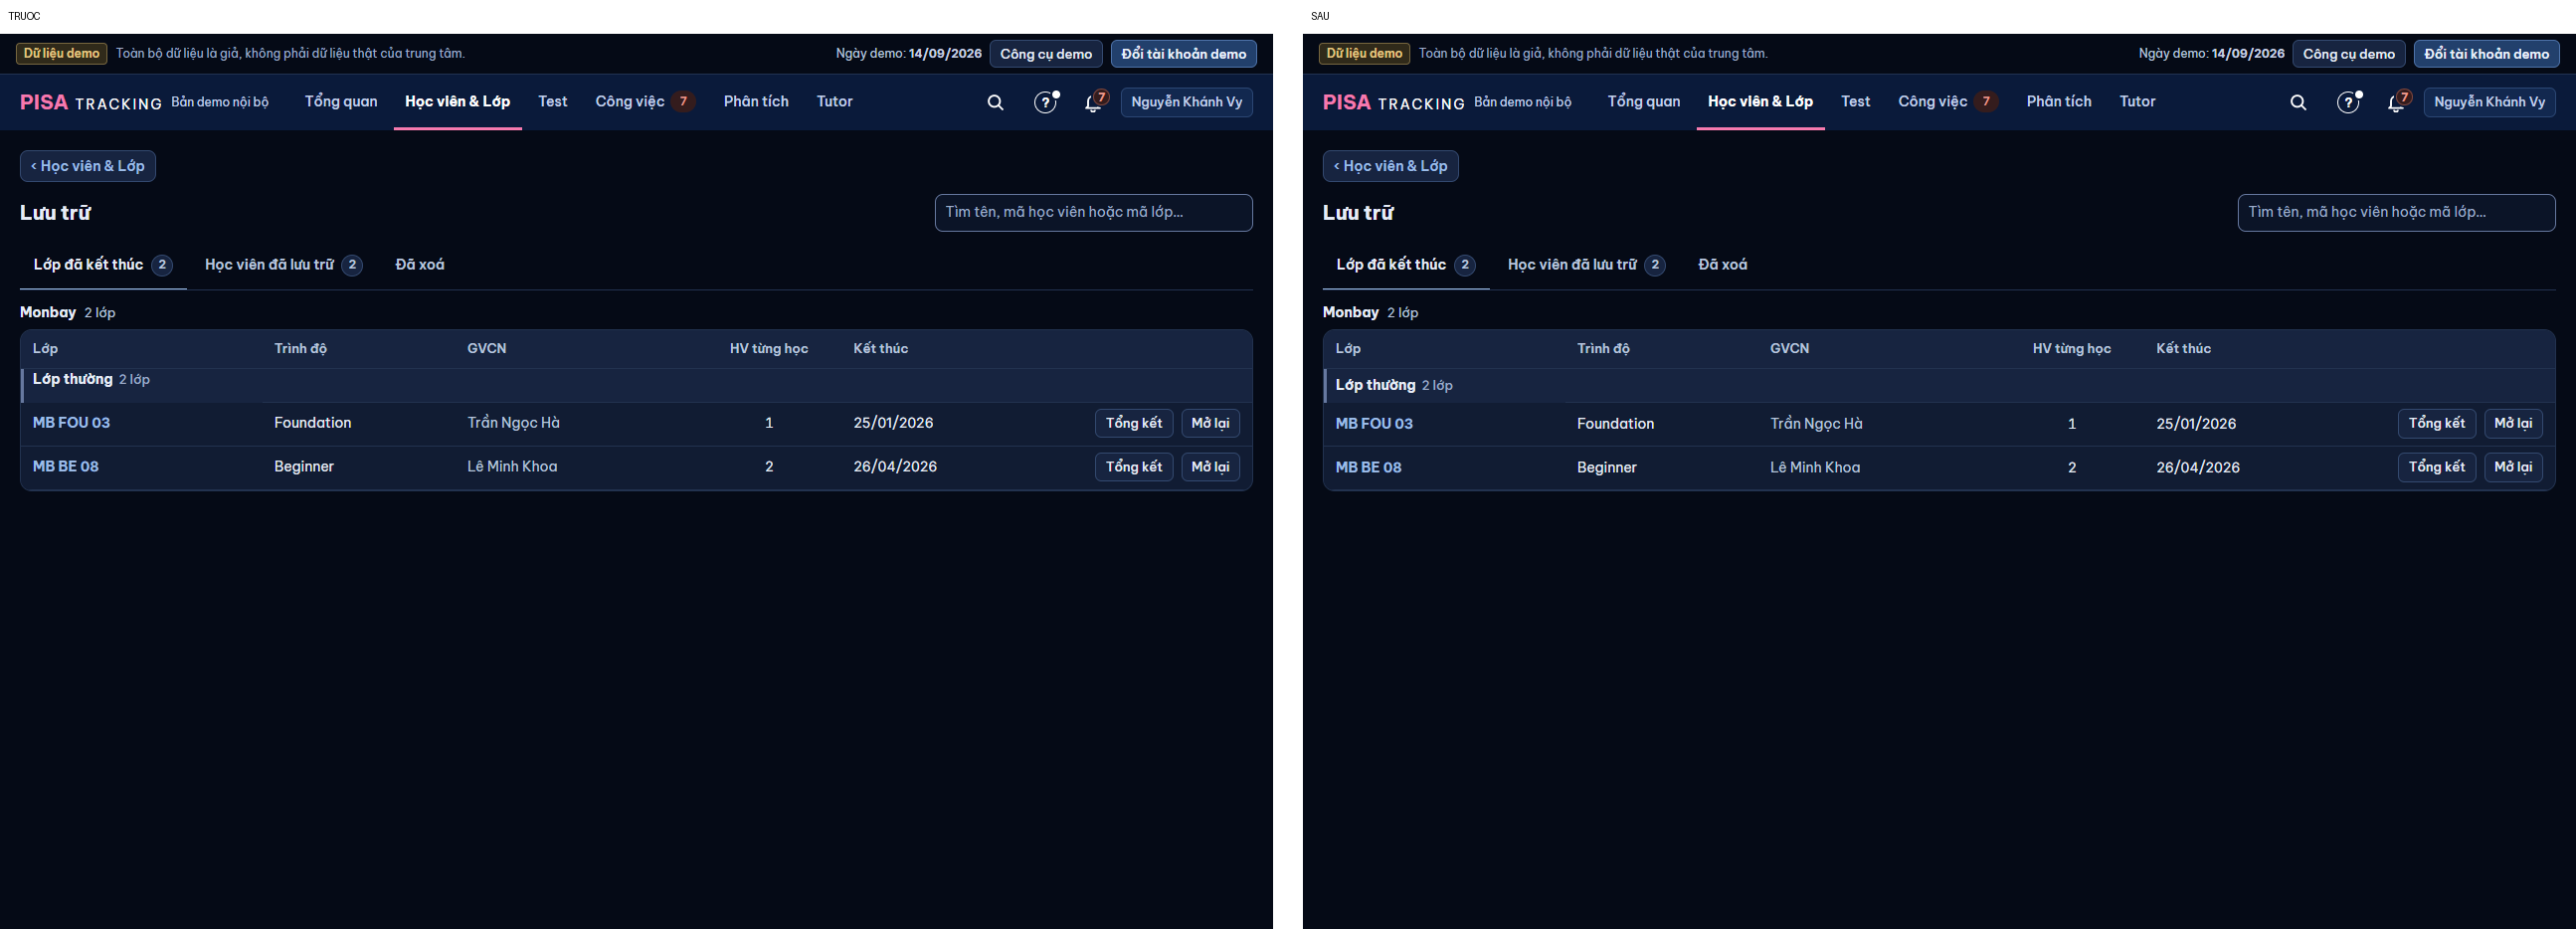 TRUOC
Dữ liệu demo Toàn bộ dữ liệu là giả, không phải dữ liệu thật của trung tâm. Ngày demo: 14/09/2026 Công cụ demo Đổi tài khoản demo
PISA TRACKING Bản demo nội bộ Tổng quan Học viên & Lớp Test Công việc 7 Phân tích Tutor ? 7 Nguyễn Khánh Vy
‹ Học viên & Lớp
Lưu trữ Tìm tên, mã học viên hoặc mã lớp...
Lớp đã kết thúc 2 Học viên đã lưu trữ 2 Đã xoá
Monbay 2 lớp
Lớp Trình độ GVCN HV từng học Kết thúc
Lớp thường 2 lớp
MB FOU 03 Foundation Trần Ngọc Hà 1 25/01/2026 Tổng kết Mở lại
MB BE 08 Beginner Lê Minh Khoa 2 26/04/2026 Tổng kết Mở lại
SAU
Dữ liệu demo Toàn bộ dữ liệu là giả, không phải dữ liệu thật của trung tâm. Ngày demo: 14/09/2026 Công cụ demo Đổi tài khoản demo
PISA TRACKING Bản demo nội bộ Tổng quan Học viên & Lớp Test Công việc 7 Phân tích Tutor ? 7 Nguyễn Khánh Vy
‹ Học viên & Lớp
Lưu trữ Tìm tên, mã học viên hoặc mã lớp...
Lớp đã kết thúc 2 Học viên đã lưu trữ 2 Đã xoá
Monbay 2 lớp
Lớp Trình độ GVCN HV từng học Kết thúc
Lớp thường 2 lớp
MB FOU 03 Foundation Trần Ngọc Hà 1 25/01/2026 Tổng kết Mở lại
MB BE 08 Beginner Lê Minh Khoa 2 26/04/2026 Tổng kết Mở lại